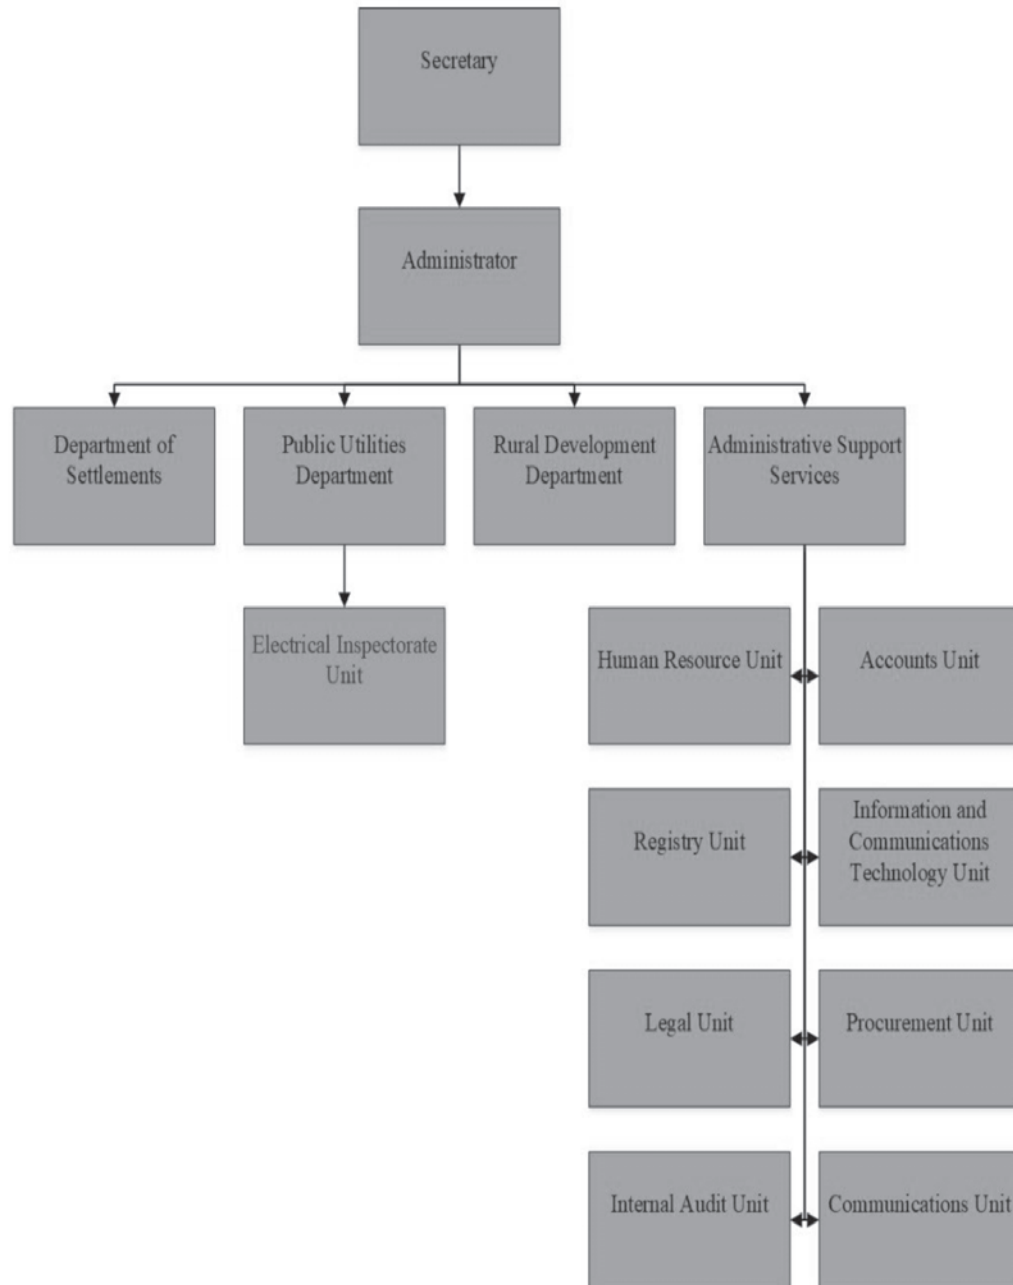 Secretary
Administrator
Department of
Settlements
Public Utilities
Department
Rural Development
Department
Administrative Support
Services
Electrical Inspectorate
Unit
Human Resource Unit
Accounts Unit
Registry Unit
Information and
Communications
Technology Unit
Legal Unit
Procurement Unit
Internal Audit Unit
Communications Unit